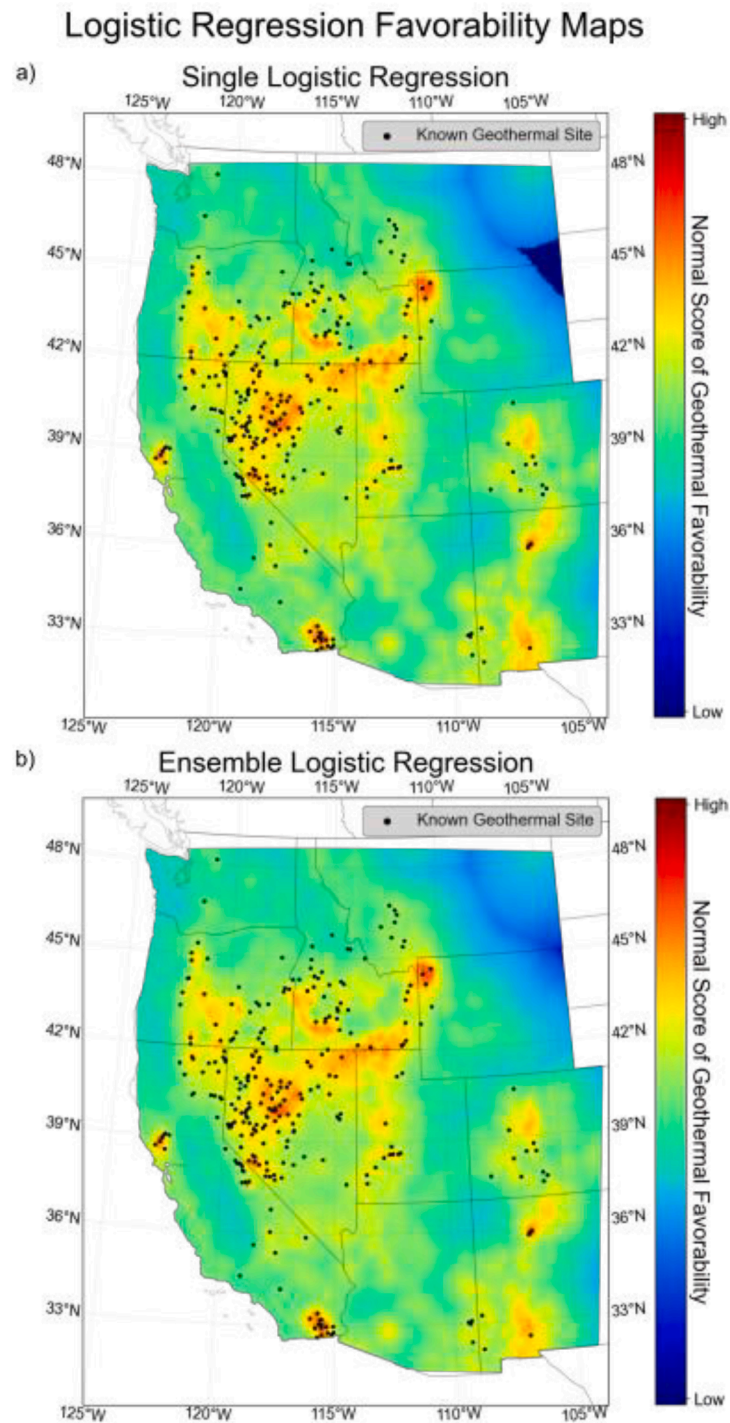 Logistic Regression Favorability Maps
a)
Single Logistic Regression
125°W 120°W 115°W 110°W 105°W
Known Geothermal Site
High
48°N 48°N
45°N 45°N
42°N 42°N
39°N 39°N
36°N 36°N
33°N 33°N
Normal Score of Geothermal Favorability
Low
125°W 120°W 115°W 110°W 105°W
b)
Ensemble Logistic Regression
125°W 120°W 115°W 110°W 105°W
Known Geothermal Site
High
48°N 48°N
45°N 45°N
42°N 42°N
39°N 39°N
36°N 36°N
33°N 33°N
Normal Score of Geothermal Favorability
Low
125°W 120°W 115°W 110°W 105°W